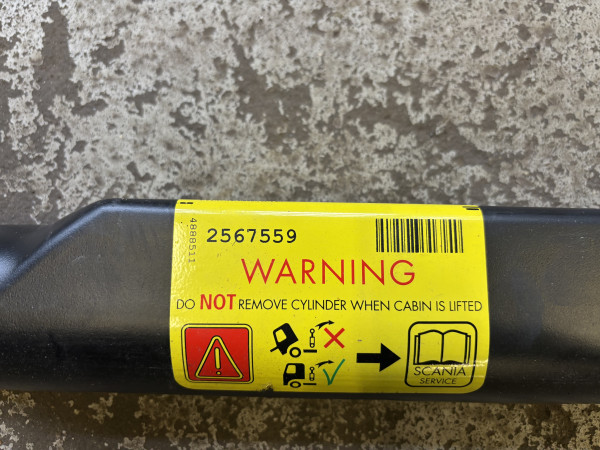 4888511
2567559
WARNING
DO NOT REMOVE CYLINDER WHEN CABIN IS LIFTED
SCANIA
SERVICE